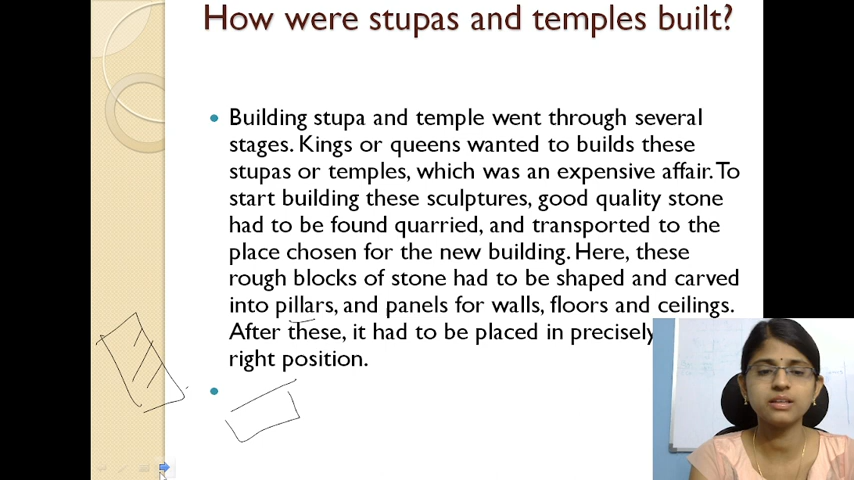 How were stupas and temples built?
Building stupa and temple went through several
stages. Kings or queens wanted to builds these
stupas or temples, which was an expensive affair. To
start building these sculptures, good quality stone
had to be found quarried, and transported to the
place chosen for the new building. Here, these
rough blocks of stone had to be shaped and carved
into pillars, and panels for walls, floors and ceilings.
After these, it had to be placed in precisely
right position.